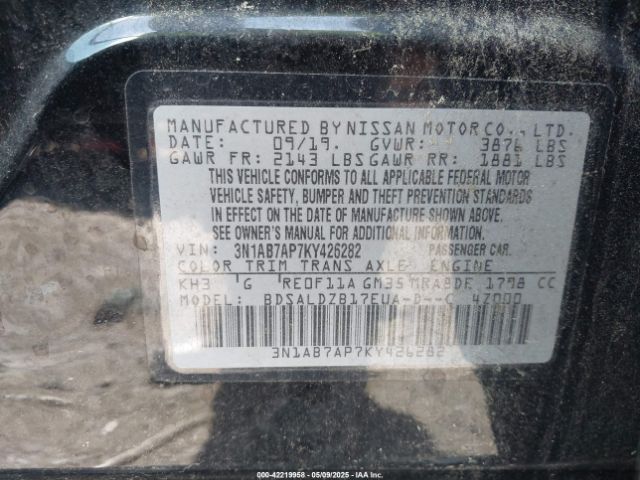 MANUFACTURED BY NISSAN MOTOR CO., LTD.
DATE: 09/19. GVWR: 3876 LBS
GAWR FR: 2143 LBS GAWR RR: 1881 LBS
THIS VEHICLE CONFORMS TO ALL APPLICABLE FEDERAL MOTOR
VEHICLE SAFETY, BUMPER AND THEFT PREVENTION STANDARDS
IN EFFECT ON THE DATE OF MANUFACTURE SHOWN ABOVE.
SEE OWNER'S MANUAL FOR ADDITIONAL INFORMATION.
VIN: 3N1AB7AP7KY426282 PASSENGER CAR.
COLOR TRIM TRANS AXLE ENGINE
KH3 G RE0F11A GM35 MRA8DE 1798 CC
MODEL: BDSALDZB17EUA-D--C 4Z000
3N1AB7AP7KY426282
000-42219958 05/09/2025 - IAA Inc.